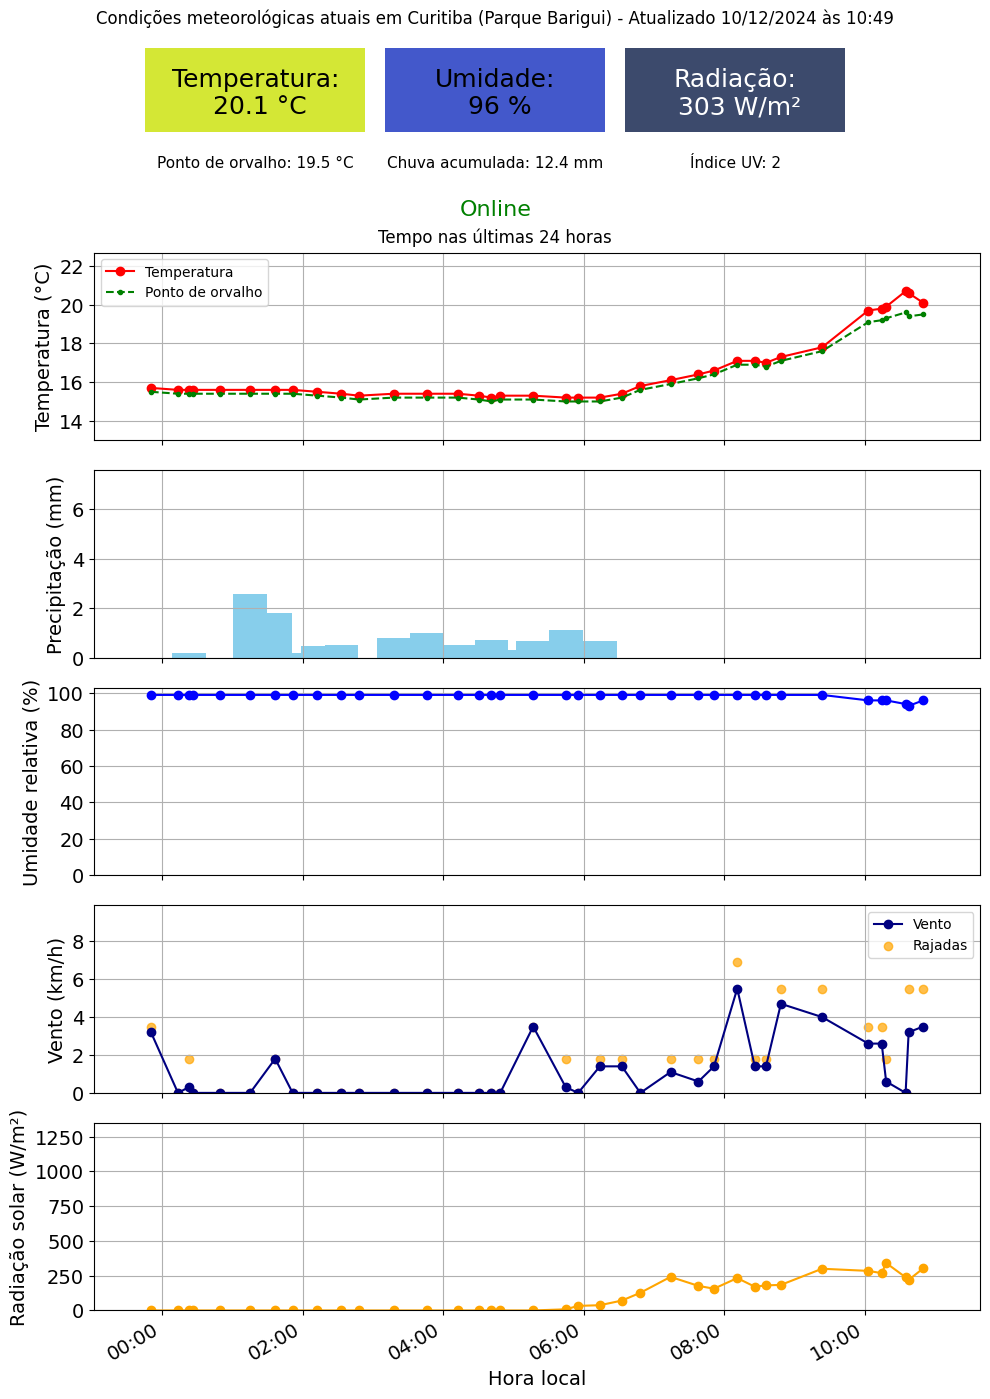 Condições meteorológicas atuais em Curitiba (Parque Barigui) - Atualizado 10/12/2024 às 10:49
Temperatura:
20.1 °C
Umidade:
96 %
Radiação:
303 W/m²
Ponto de orvalho: 19.5 °C
Chuva acumulada: 12.4 mm
Índice UV: 2
Online
Tempo nas últimas 24 horas
Temperatura (°C)
22
20
18
16
14
Temperatura
Ponto de orvalho
Precipitação (mm)
6
4
2
0
Umidade relativa (%)
100
80
60
40
20
0
Vento (km/h)
8
6
4
2
0
Vento
Rajadas
Radiação solar (W/m²)
1250
1000
750
500
250
0
00:00
02:00
04:00
06:00
08:00
10:00
Hora local